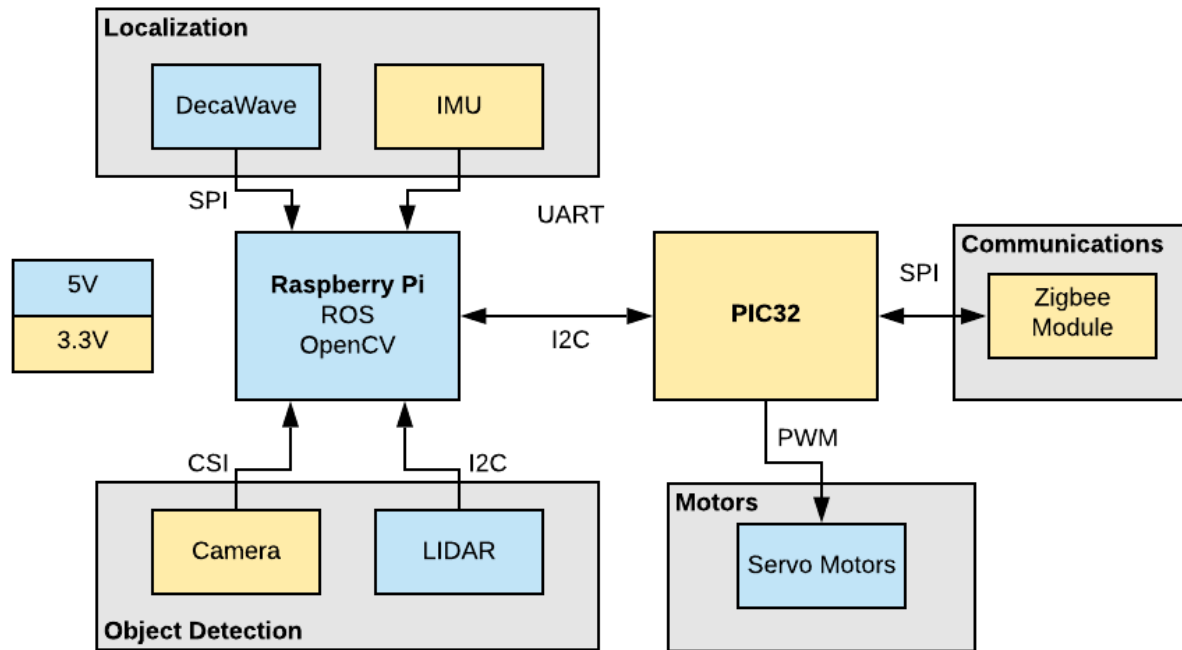 Localization
DecaWave
IMU
SPI
UART
5V
3.3V
Raspberry Pi
ROS
OpenCV
I2C
PIC32
SPI
Communications
Zigbee
Module
CSI
I2C
PWM
Camera
LIDAR
Object Detection
Motors
Servo Motors